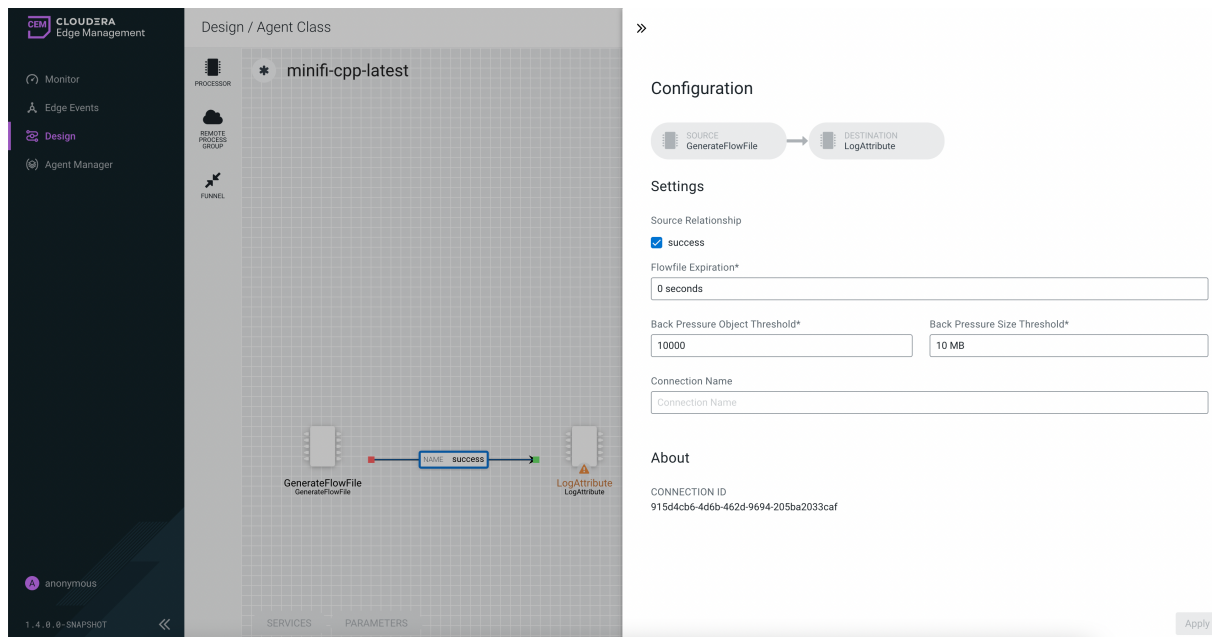 CEM CLOUDERA
Edge Management
Monitor
Edge Events
Design
Agent Manager
A anonymous
1.4.0.0-SNAPSHOT
Design / Agent Class
PROCESSOR
REMOTE
PROCESS
GROUP
FUNNEL
minifi-cpp-latest
NAME success
GenerateFlowFile
GenerateFlowFile
LogAttribute
LogAttribute
SERVICES PARAMETERS
Configuration
SOURCE
GenerateFlowFile
DESTINATION
LogAttribute
Settings
Source Relationship
success
Flowfile Expiration*
0 seconds
Back Pressure Object Threshold*
10000
Back Pressure Size Threshold*
10 MB
Connection Name
Connection Name
About
CONNECTION ID
915d4cb6-4d6b-462d-9694-205ba2033caf
Apply